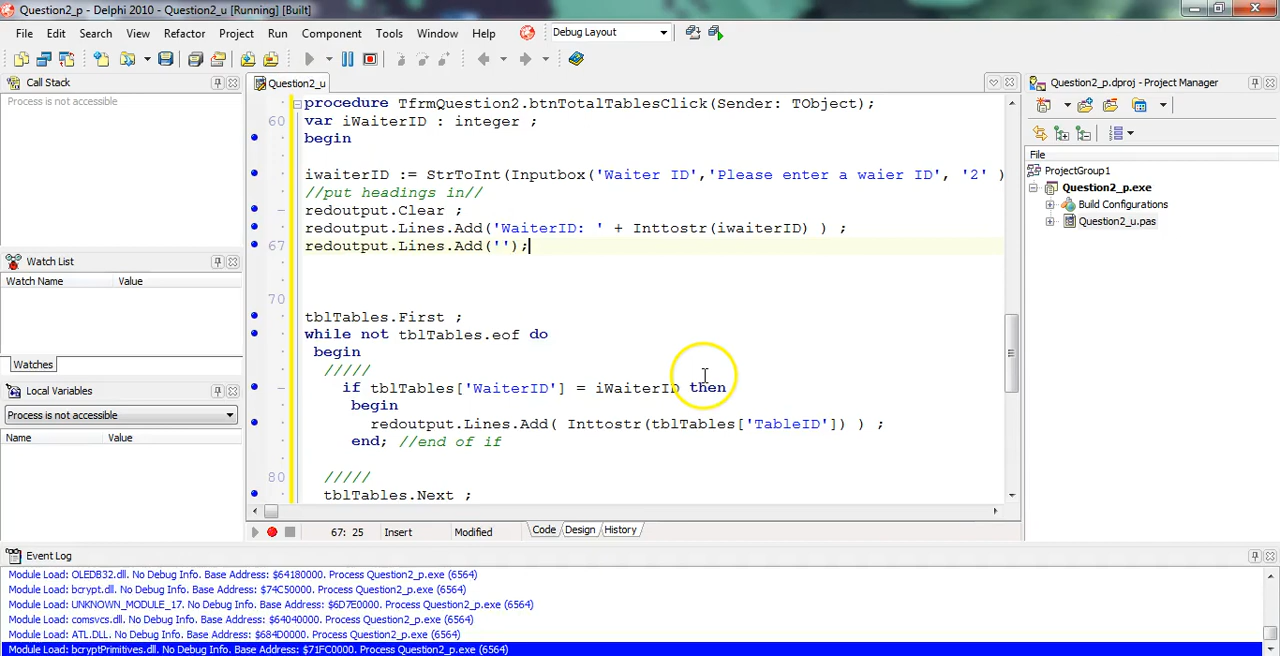 Question2_p - Delphi 2010 - Question2_u [Running] [Built]
File Edit Search View Refactor Project Run Component Tools Window Help Debug Layout
Call Stack
Process is not accessible
Watch List
Watch Name Value
Watches
Local Variables
Process is not accessible
Name Value
Question2_u
procedure TfrmQuestion2.btnTotalTablesClick(Sender: TObject);
60 var iWaiterID : integer ;
begin
iwaiterID := StrToInt(Inputbox('Waiter ID','Please enter a waier ID', '2' )
//put headings in//
redoutput.Clear ;
redoutput.Lines.Add('WaiterID: ' + Inttostr(iwaiterID) ) ;
67 redoutput.Lines.Add('');
70
tblTables.First ;
while not tblTables.eof do
begin
/////
if tblTables['WaiterID'] = iWaiterID then
begin
redoutput.Lines.Add( Inttostr(tblTables['TableID']) ) ;
end; //end of if
80 /////
tblTables.Next ;
67: 25 Insert Modified Code Design History
Question2_p.dproj - Project Manager
File
ProjectGroup1
Question2_p.exe
Build Configurations
Question2_u.pas
Event Log
Module Load: OLEDB32.dll. No Debug Info. Base Address: $64180000. Process Question2_p.exe (6564)
Module Load: bcrypt.dll. No Debug Info. Base Address: $74C50000. Process Question2_p.exe (6564)
Module Load: UNKNOWN_MODULE_17. No Debug Info. Base Address: $6D7E0000. Process Question2_p.exe (6564)
Module Load: comsvcs.dll. No Debug Info. Base Address: $64040000. Process Question2_p.exe (6564)
Module Load: ATL.DLL. No Debug Info. Base Address: $684D0000. Process Question2_p.exe (6564)
Module Load: bcryptPrimitives.dll. No Debug Info. Base Address: $71FC0000. Process Question2_p.exe (6564)